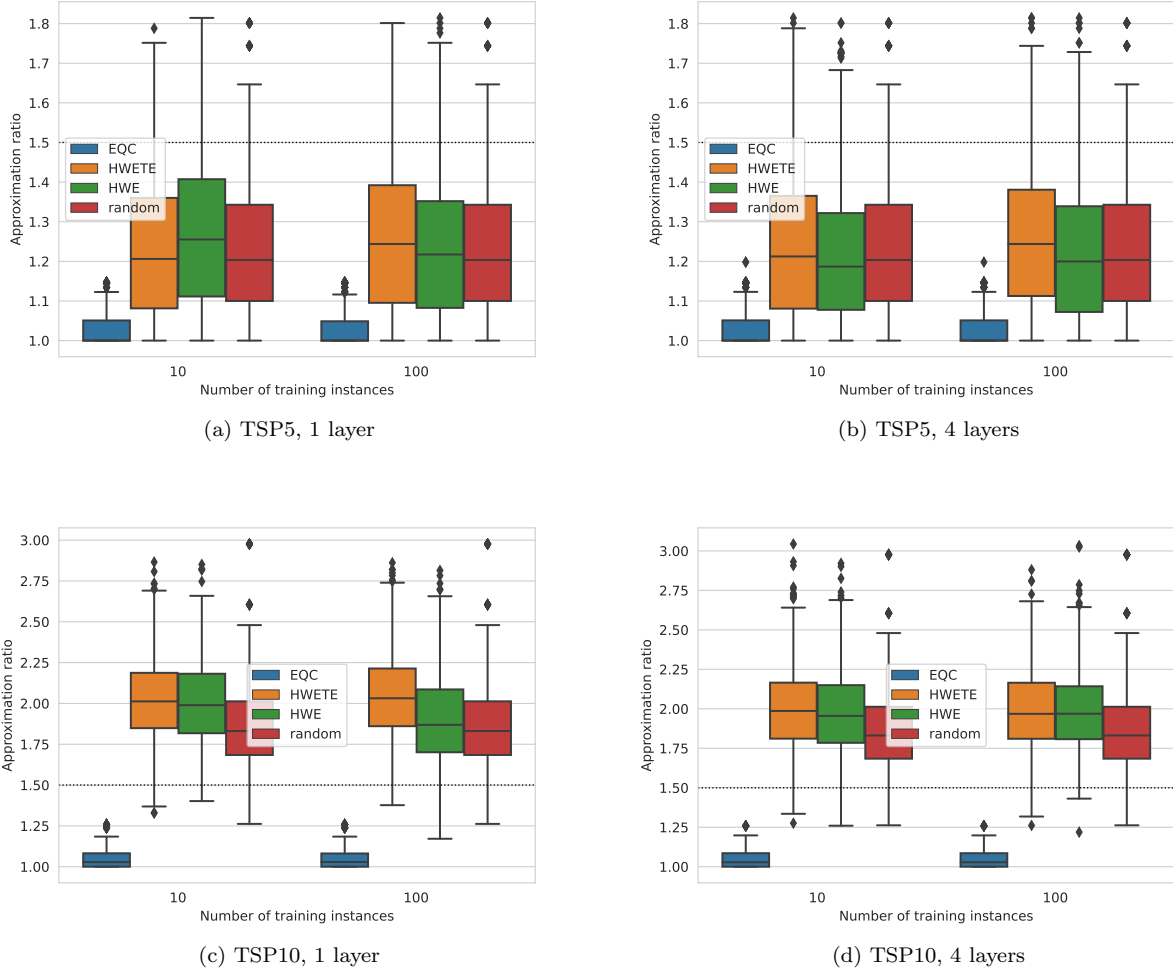 1.8
1.7
1.6
1.5
1.4
1.3
1.2
1.1
1.0
Approximation ratio
EQC
HWETE
HWE
random
10
100
Number of training instances
(a) TSP5, 1 layer
1.8
1.7
1.6
1.5
1.4
1.3
1.2
1.1
1.0
Approximation ratio
EQC
HWETE
HWE
random
10
100
Number of training instances
(b) TSP5, 4 layers
3.00
2.75
2.50
2.25
2.00
1.75
1.50
1.25
1.00
Approximation ratio
EQC
HWETE
HWE
random
10
100
Number of training instances
(c) TSP10, 1 layer
3.00
2.75
2.50
2.25
2.00
1.75
1.50
1.25
1.00
Approximation ratio
EQC
HWETE
HWE
random
10
100
Number of training instances
(d) TSP10, 4 layers